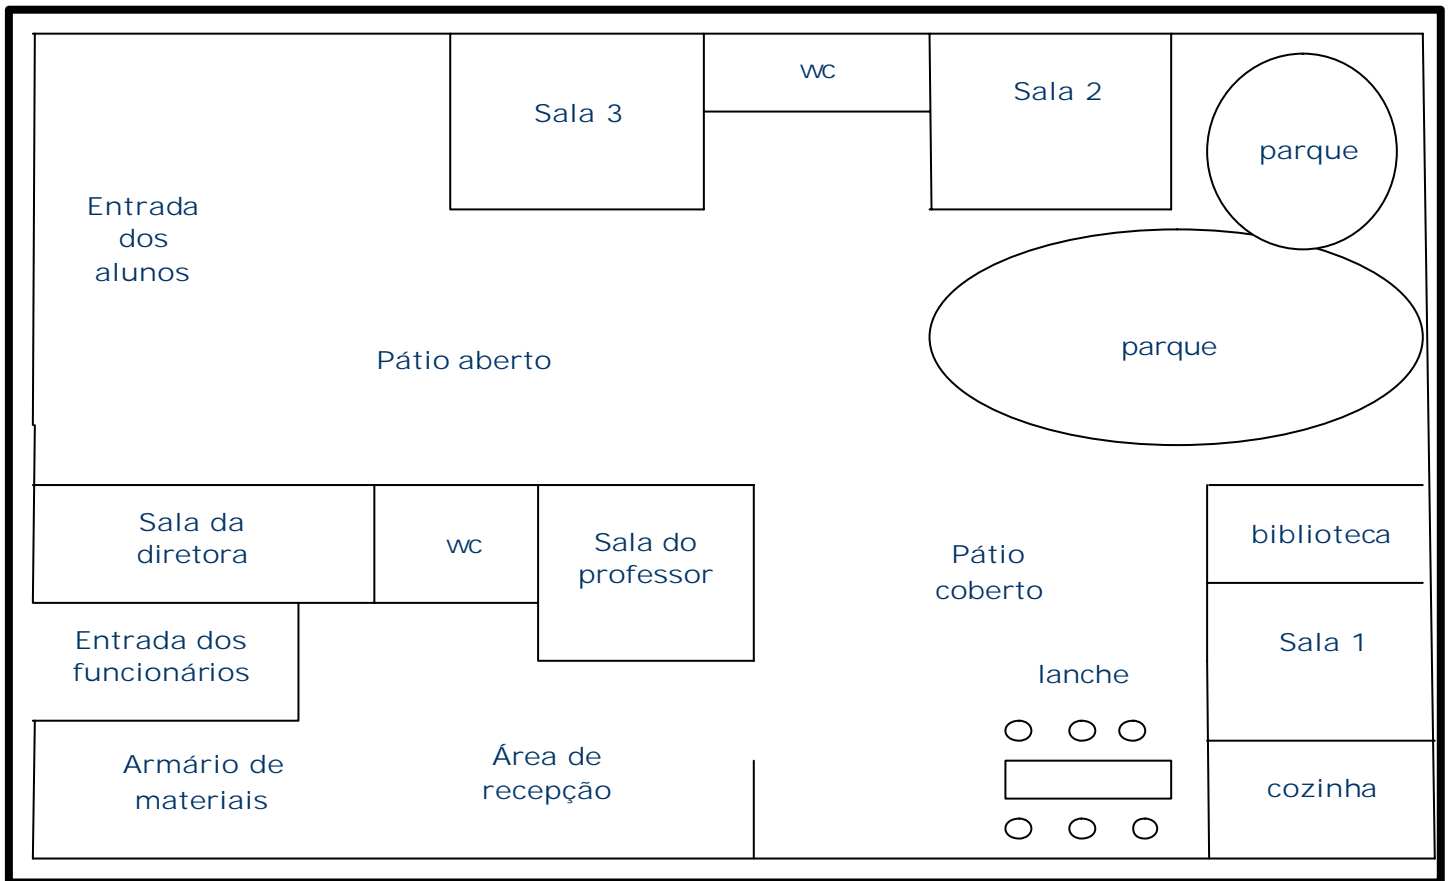 wc
Sala 2
Sala 3
parque
Entrada
dos
alunos
Pátio aberto
parque
Sala da
diretora
wc
Sala do
professor
Pátio
coberto
biblioteca
Entrada dos
funcionários
Sala 1
lanche
Armário de
materiais
Área de
recepção
cozinha